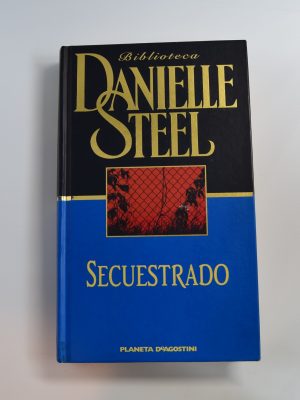 Biblioteca
DANIELLE
STEEL
SECUESTRADO
PLANETA DEAGOSTINI